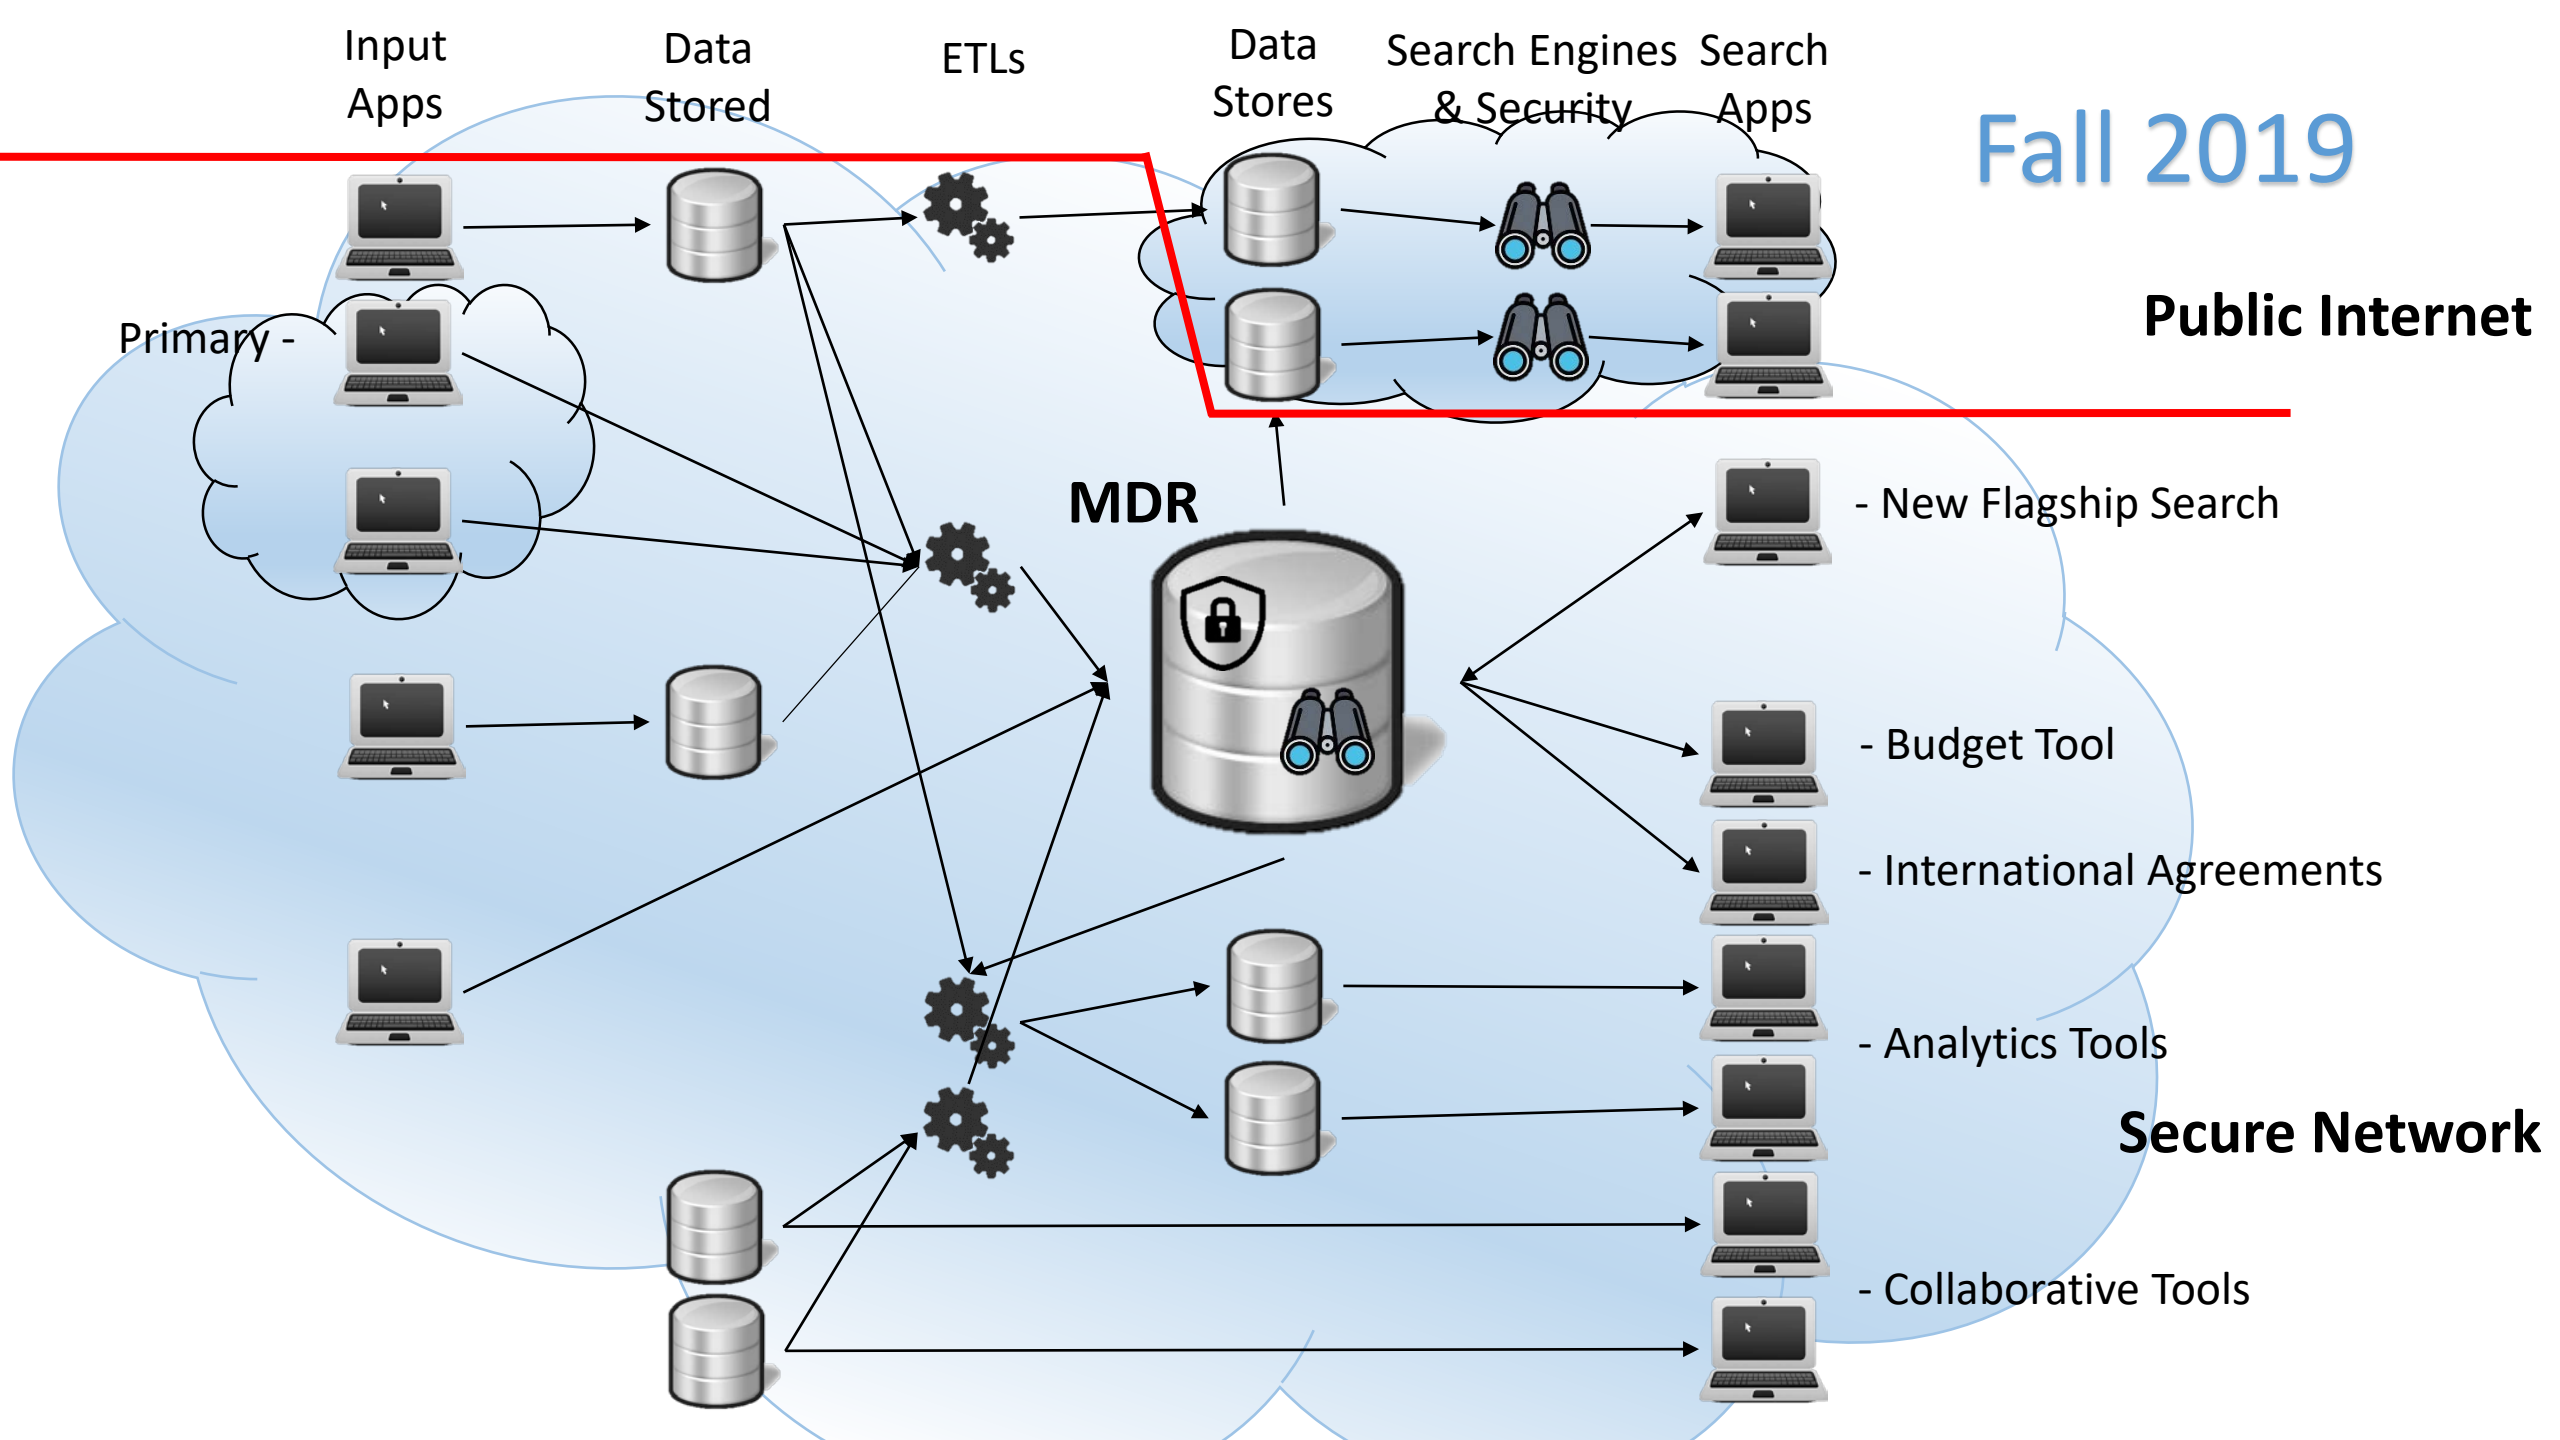 Input
Apps
Data
Stored
ETLs
Data
Stores
Search Engines
& Security
Search
Apps
Fall 2019
Public Internet
Primary -
MDR
- New Flagship Search
- Budget Tool
- International Agreements
- Analytics Tools
Secure Network
- Collaborative Tools